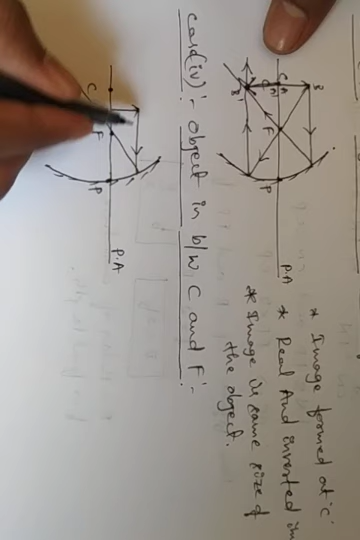 B
C
A
A'
B'
F
P
P.A
* Image formed at 'C'
* Real And inverted im
* Image is same size of
the object.
case(iv):- object in b/w C and F:-
C
F
P
P.A